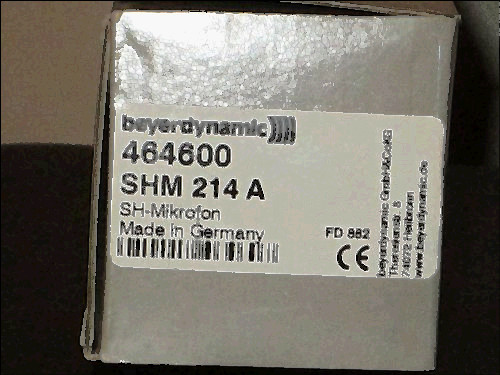 beyerdynamic
464600
SHM 214 A
SH-Mikrofon
Made in Germany
FD 882
CE
beyerdynamic GmbH & Co. KG
Theresienstr. 8
74072 Heilbronn
www.beyerdynamic.de